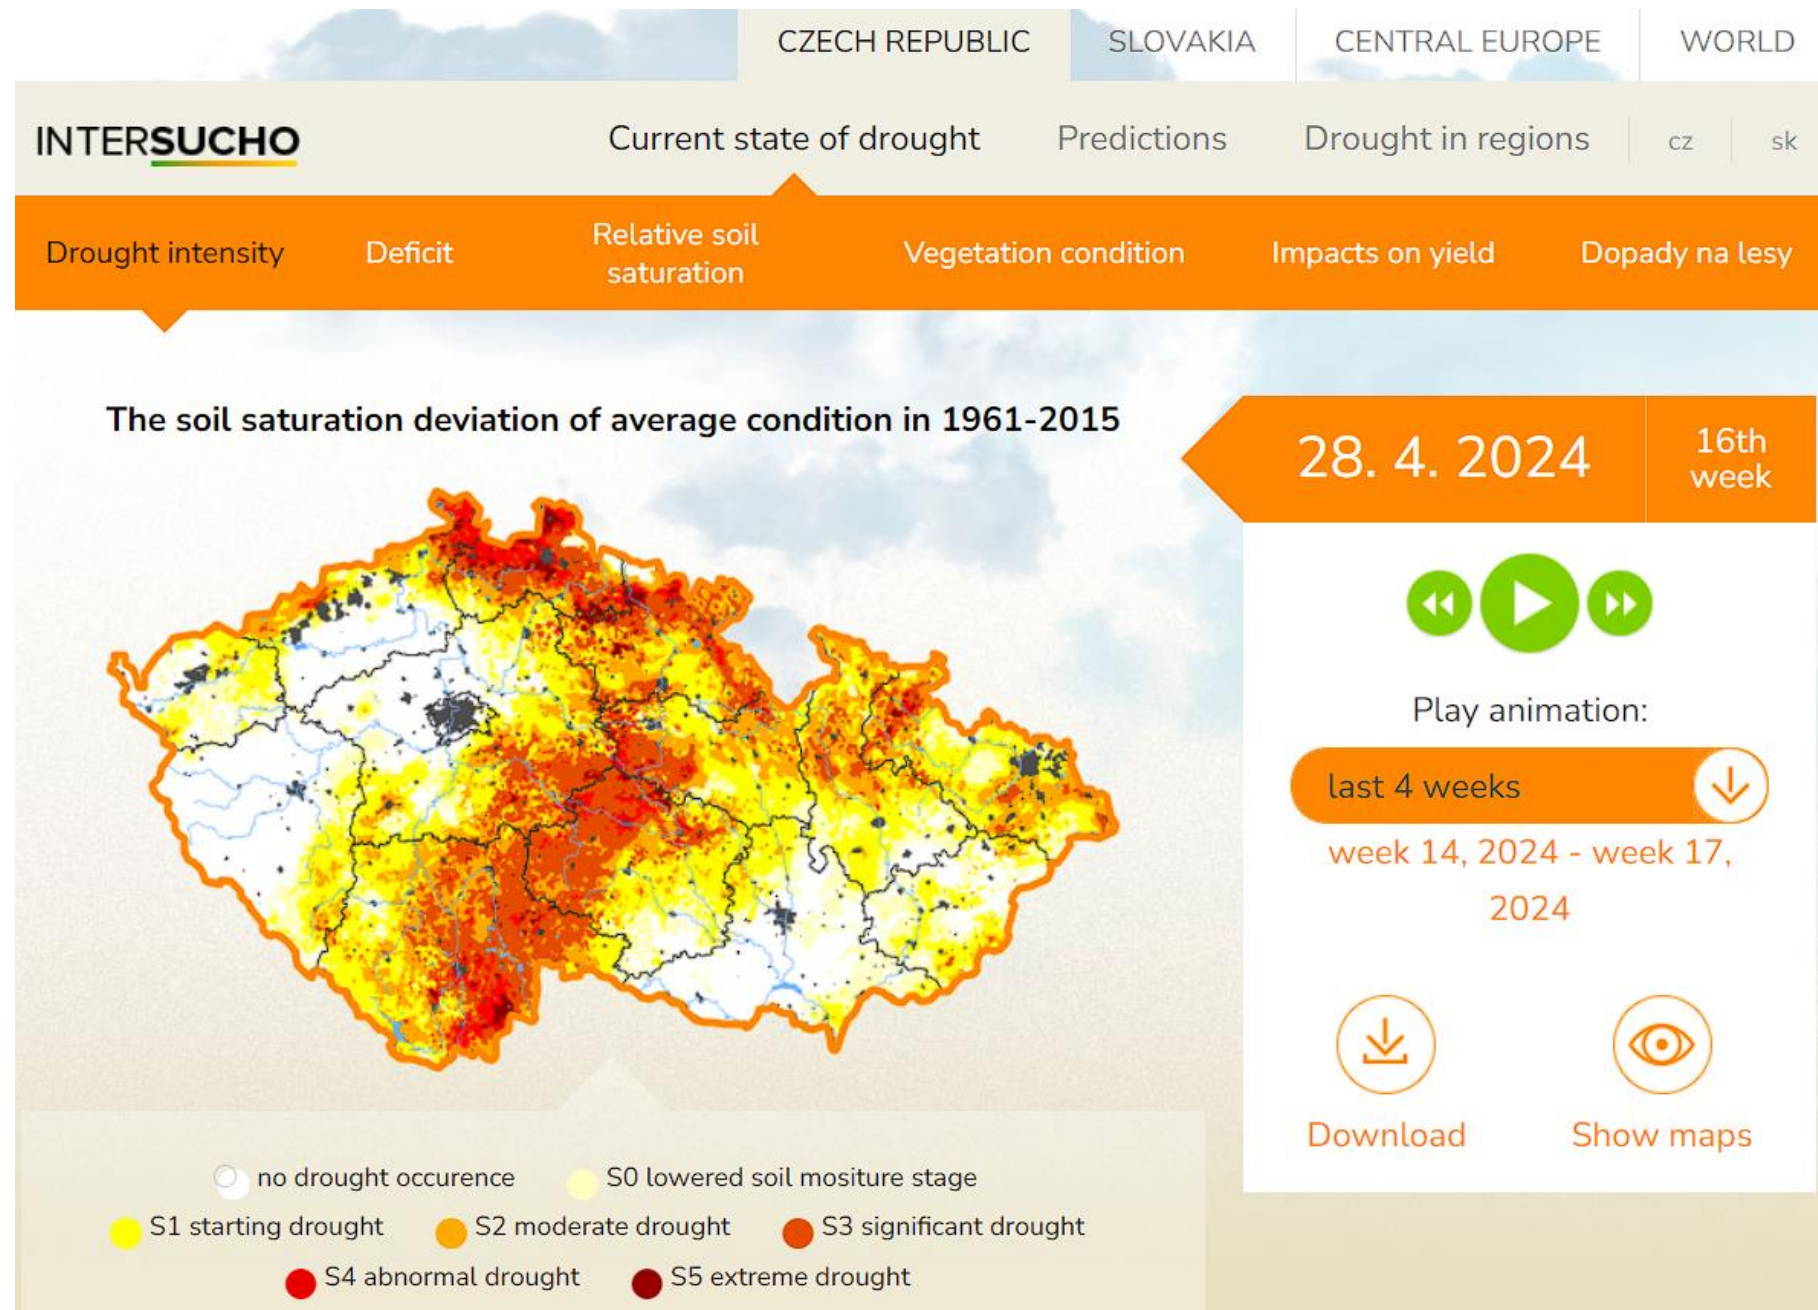 CZECH REPUBLIC SLOVAKIA CENTRAL EUROPE WORLD
INTERSUCHO Current state of drought Predictions Drought in regions cz sk
Drought intensity Deficit Relative soil saturation Vegetation condition Impacts on yield Dopady na lesy
The soil saturation deviation of average condition in 1961-2015
28. 4. 2024
16th
week
Play animation:
last 4 weeks
week 14, 2024 - week 17,
2024
Download Show maps
no drought occurence S0 lowered soil mositure stage
S1 starting drought S2 moderate drought S3 significant drought
S4 abnormal drought S5 extreme drought